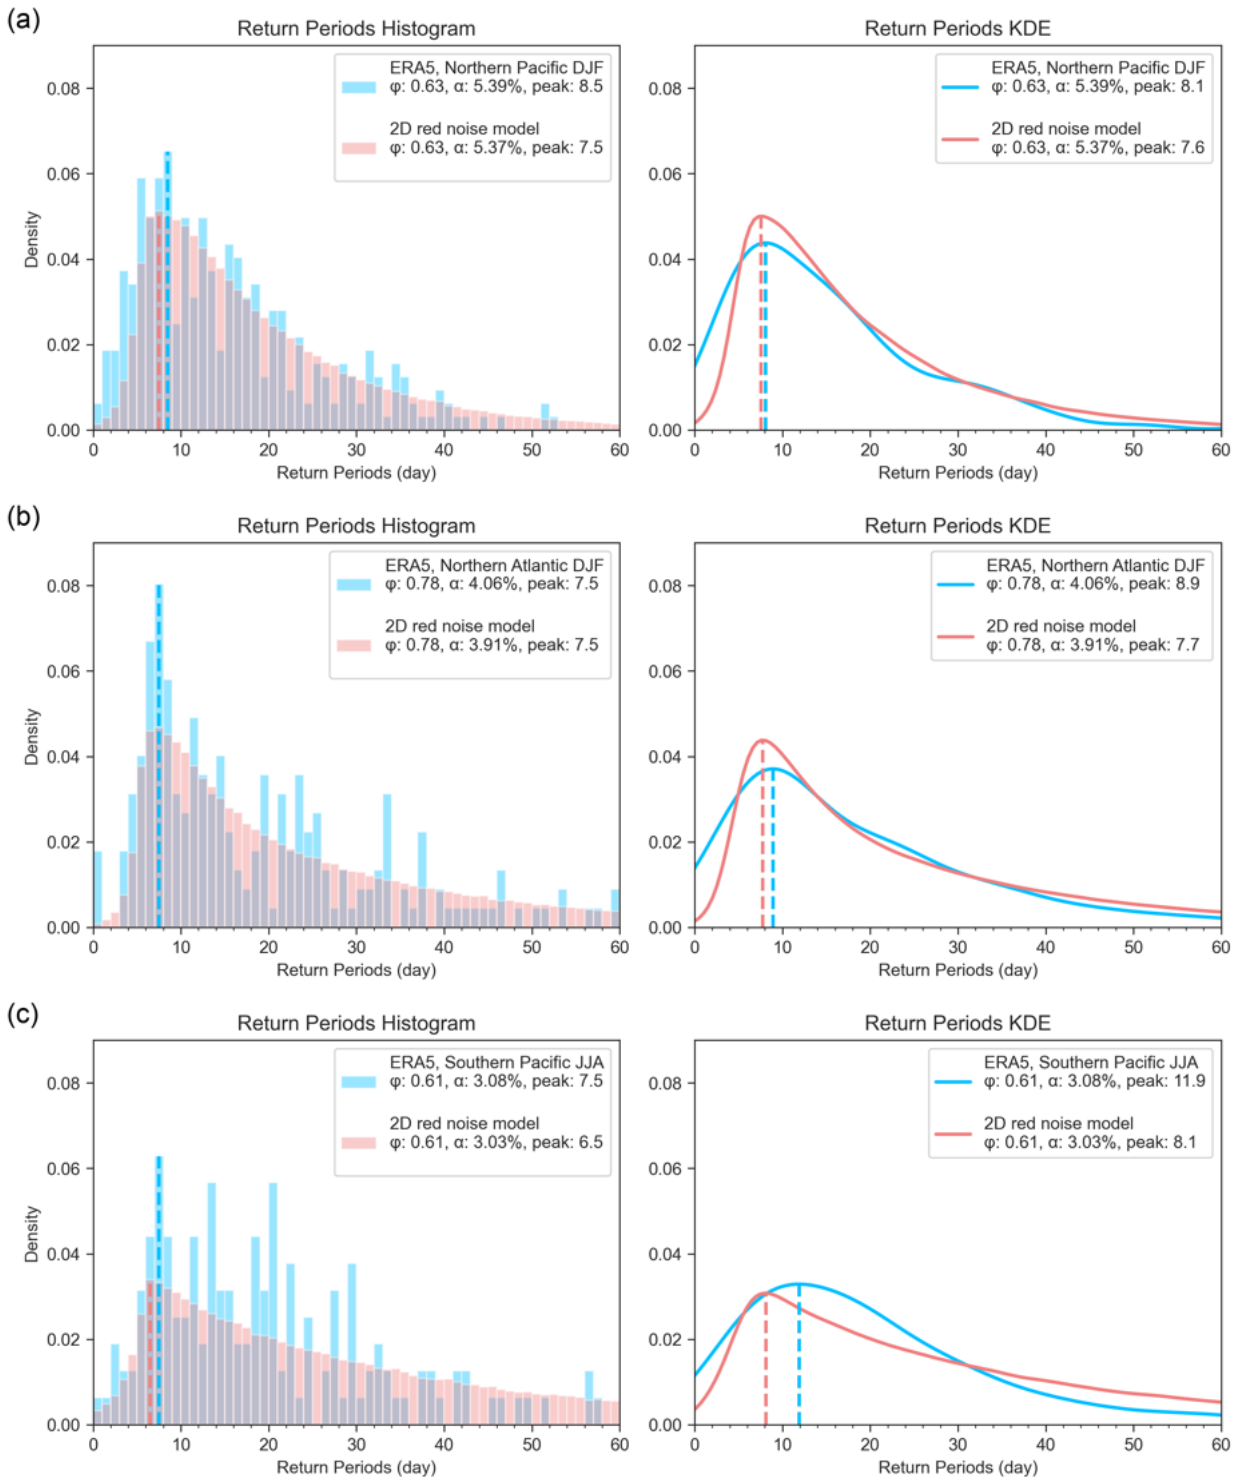 (a)
Return Periods Histogram
ERA5, Northern Pacific DJF
φ: 0.63, α: 5.39%, peak: 8.5
2D red noise model
φ: 0.63, α: 5.37%, peak: 7.5
0.08
0.06
0.04
0.02
0.00
Density
0 10 20 30 40 50 60
Return Periods (day)
Return Periods KDE
ERA5, Northern Pacific DJF
φ: 0.63, α: 5.39%, peak: 8.1
2D red noise model
φ: 0.63, α: 5.37%, peak: 7.6
0.08
0.06
0.04
0.02
0.00
0 10 20 30 40 50 60
Return Periods (day)
(b)
Return Periods Histogram
ERA5, Northern Atlantic DJF
φ: 0.78, α: 4.06%, peak: 7.5
2D red noise model
φ: 0.78, α: 3.91%, peak: 7.5
0.08
0.06
0.04
0.02
0.00
Density
0 10 20 30 40 50 60
Return Periods (day)
Return Periods KDE
ERA5, Northern Atlantic DJF
φ: 0.78, α: 4.06%, peak: 8.9
2D red noise model
φ: 0.78, α: 3.91%, peak: 7.7
0.08
0.06
0.04
0.02
0.00
0 10 20 30 40 50 60
Return Periods (day)
(c)
Return Periods Histogram
ERA5, Southern Pacific JJA
φ: 0.61, α: 3.08%, peak: 7.5
2D red noise model
φ: 0.61, α: 3.03%, peak: 6.5
0.08
0.06
0.04
0.02
0.00
Density
0 10 20 30 40 50 60
Return Periods (day)
Return Periods KDE
ERA5, Southern Pacific JJA
φ: 0.61, α: 3.08%, peak: 11.9
2D red noise model
φ: 0.61, α: 3.03%, peak: 8.1
0.08
0.06
0.04
0.02
0.00
0 10 20 30 40 50 60
Return Periods (day)